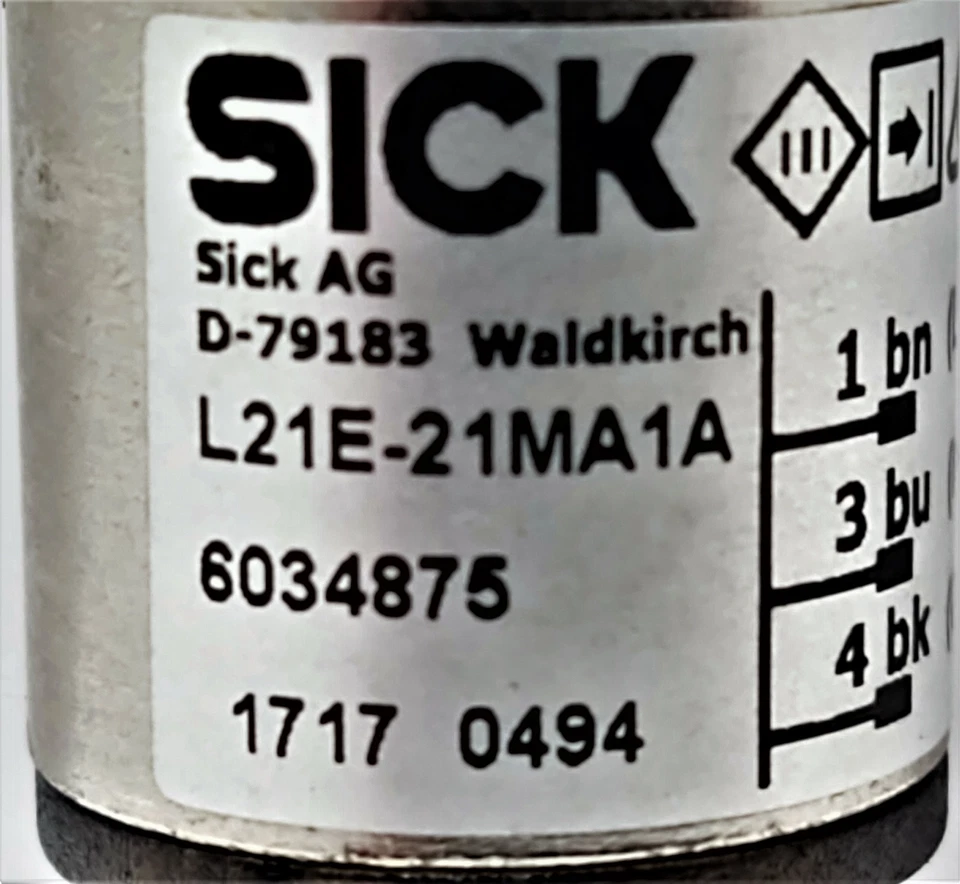 SICK
Sick AG
D-79183 Waldkirch
L21E-21MA1A
6034875
1717 0494
1 bn
3 bu
4 bk